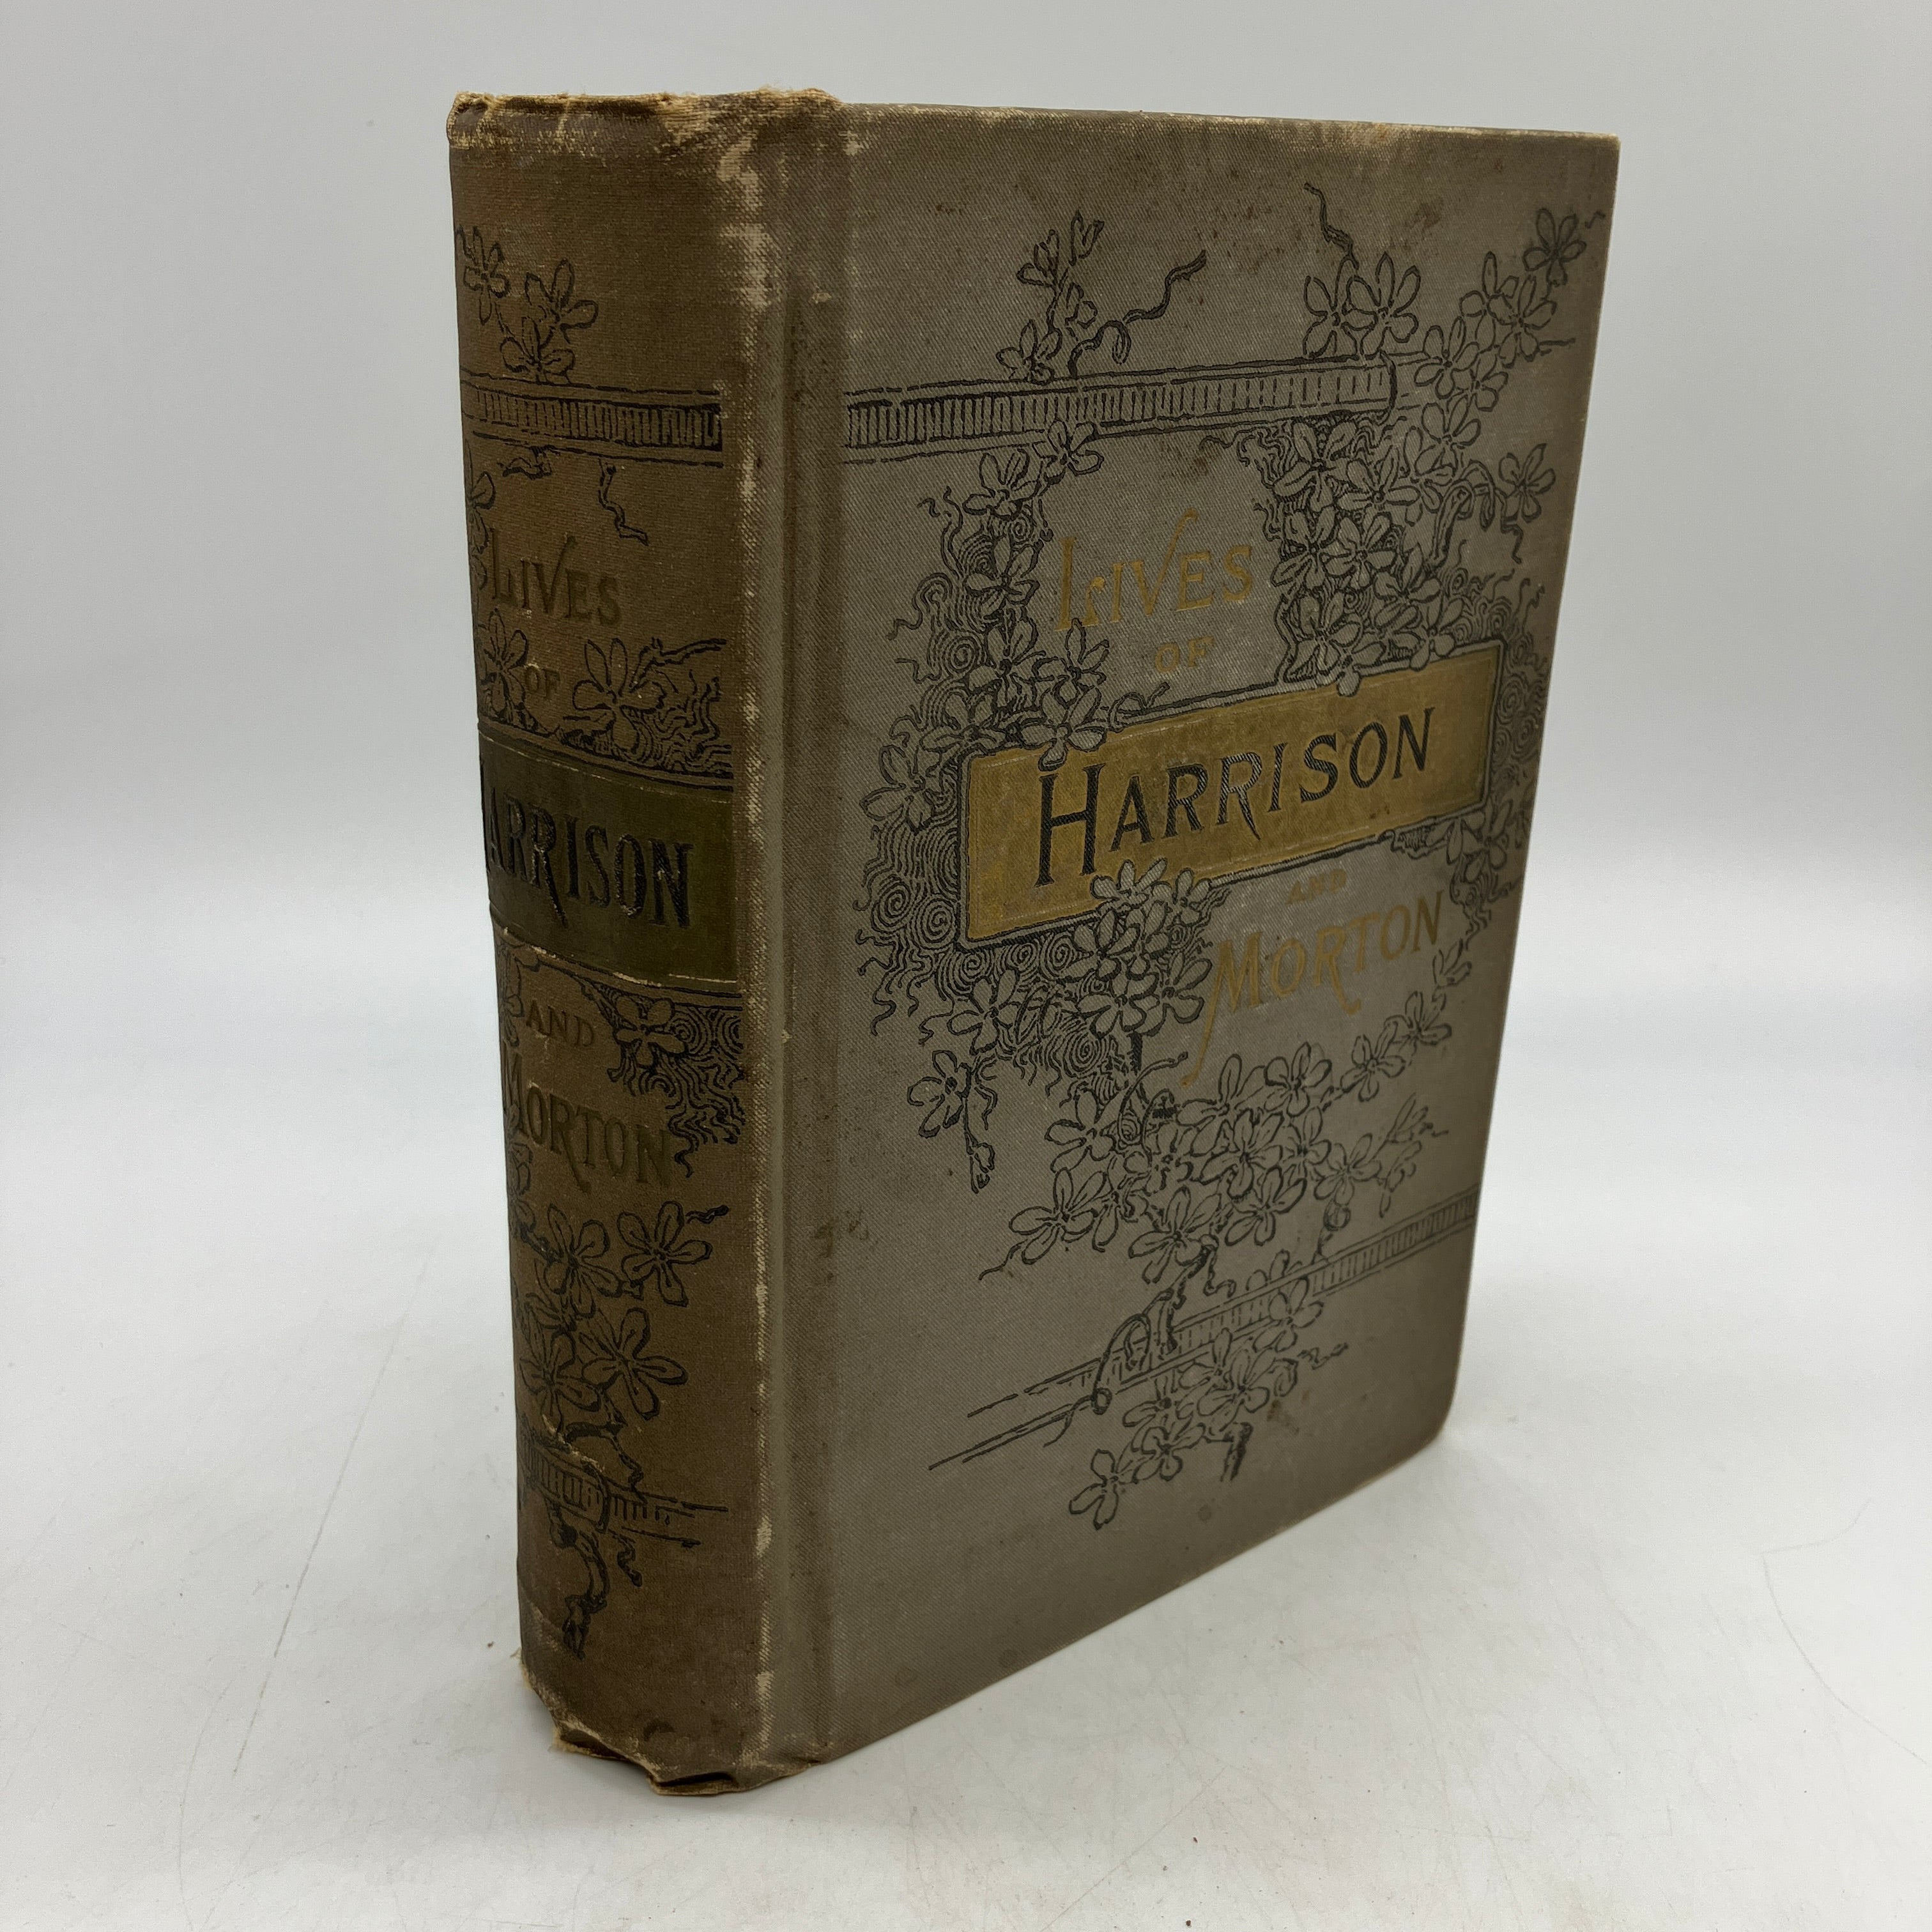 LIVES
OF
HARRISON
AND
MORTON
LIVES
OF
HARRISON
AND
MORTON